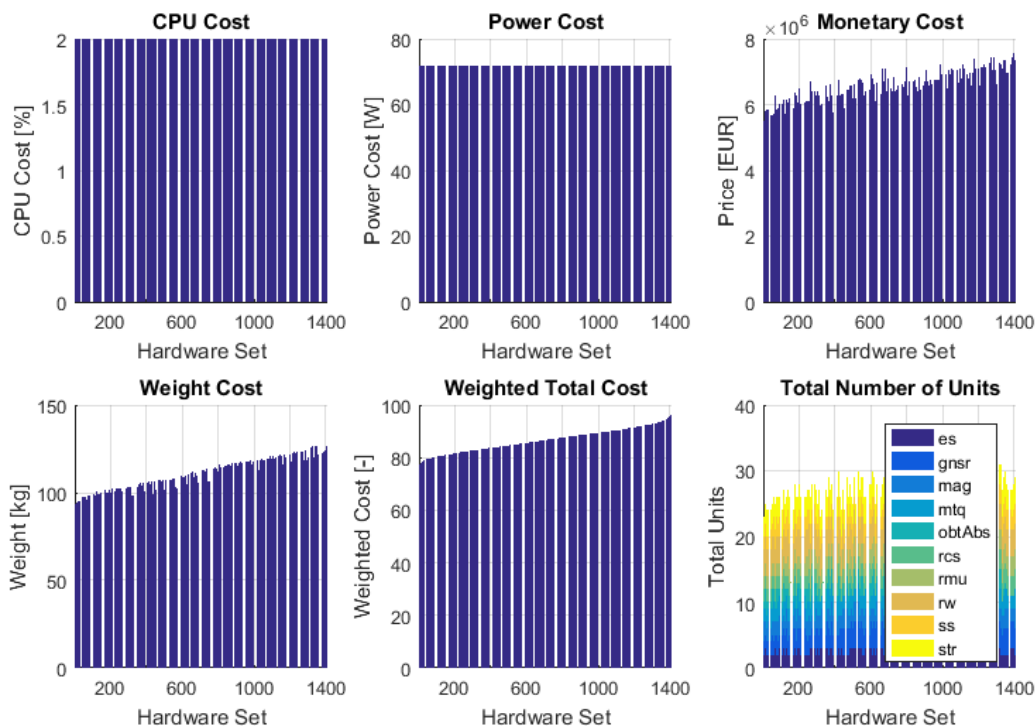 CPU Cost
CPU Cost [%]
2
1.5
1
0.5
0
200
600
1000
1400
Hardware Set
Power Cost
Power Cost [W]
80
60
40
20
0
200
600
1000
1400
Hardware Set
Monetary Cost
× 10^6
Price [EUR]
8
6
4
2
0
200
600
1000
1400
Hardware Set
Weight Cost
Weight [kg]
150
100
50
0
200
600
1000
1400
Hardware Set
Weighted Total Cost
Weighted Cost [-]
100
80
60
40
20
0
200
600
1000
1400
Hardware Set
Total Number of Units
Total Units
40
30
20
10
0
200
600
1000
1400
Hardware Set
es
gnsr
mag
mtq
obtAbs
rcs
rmu
rw
ss
str